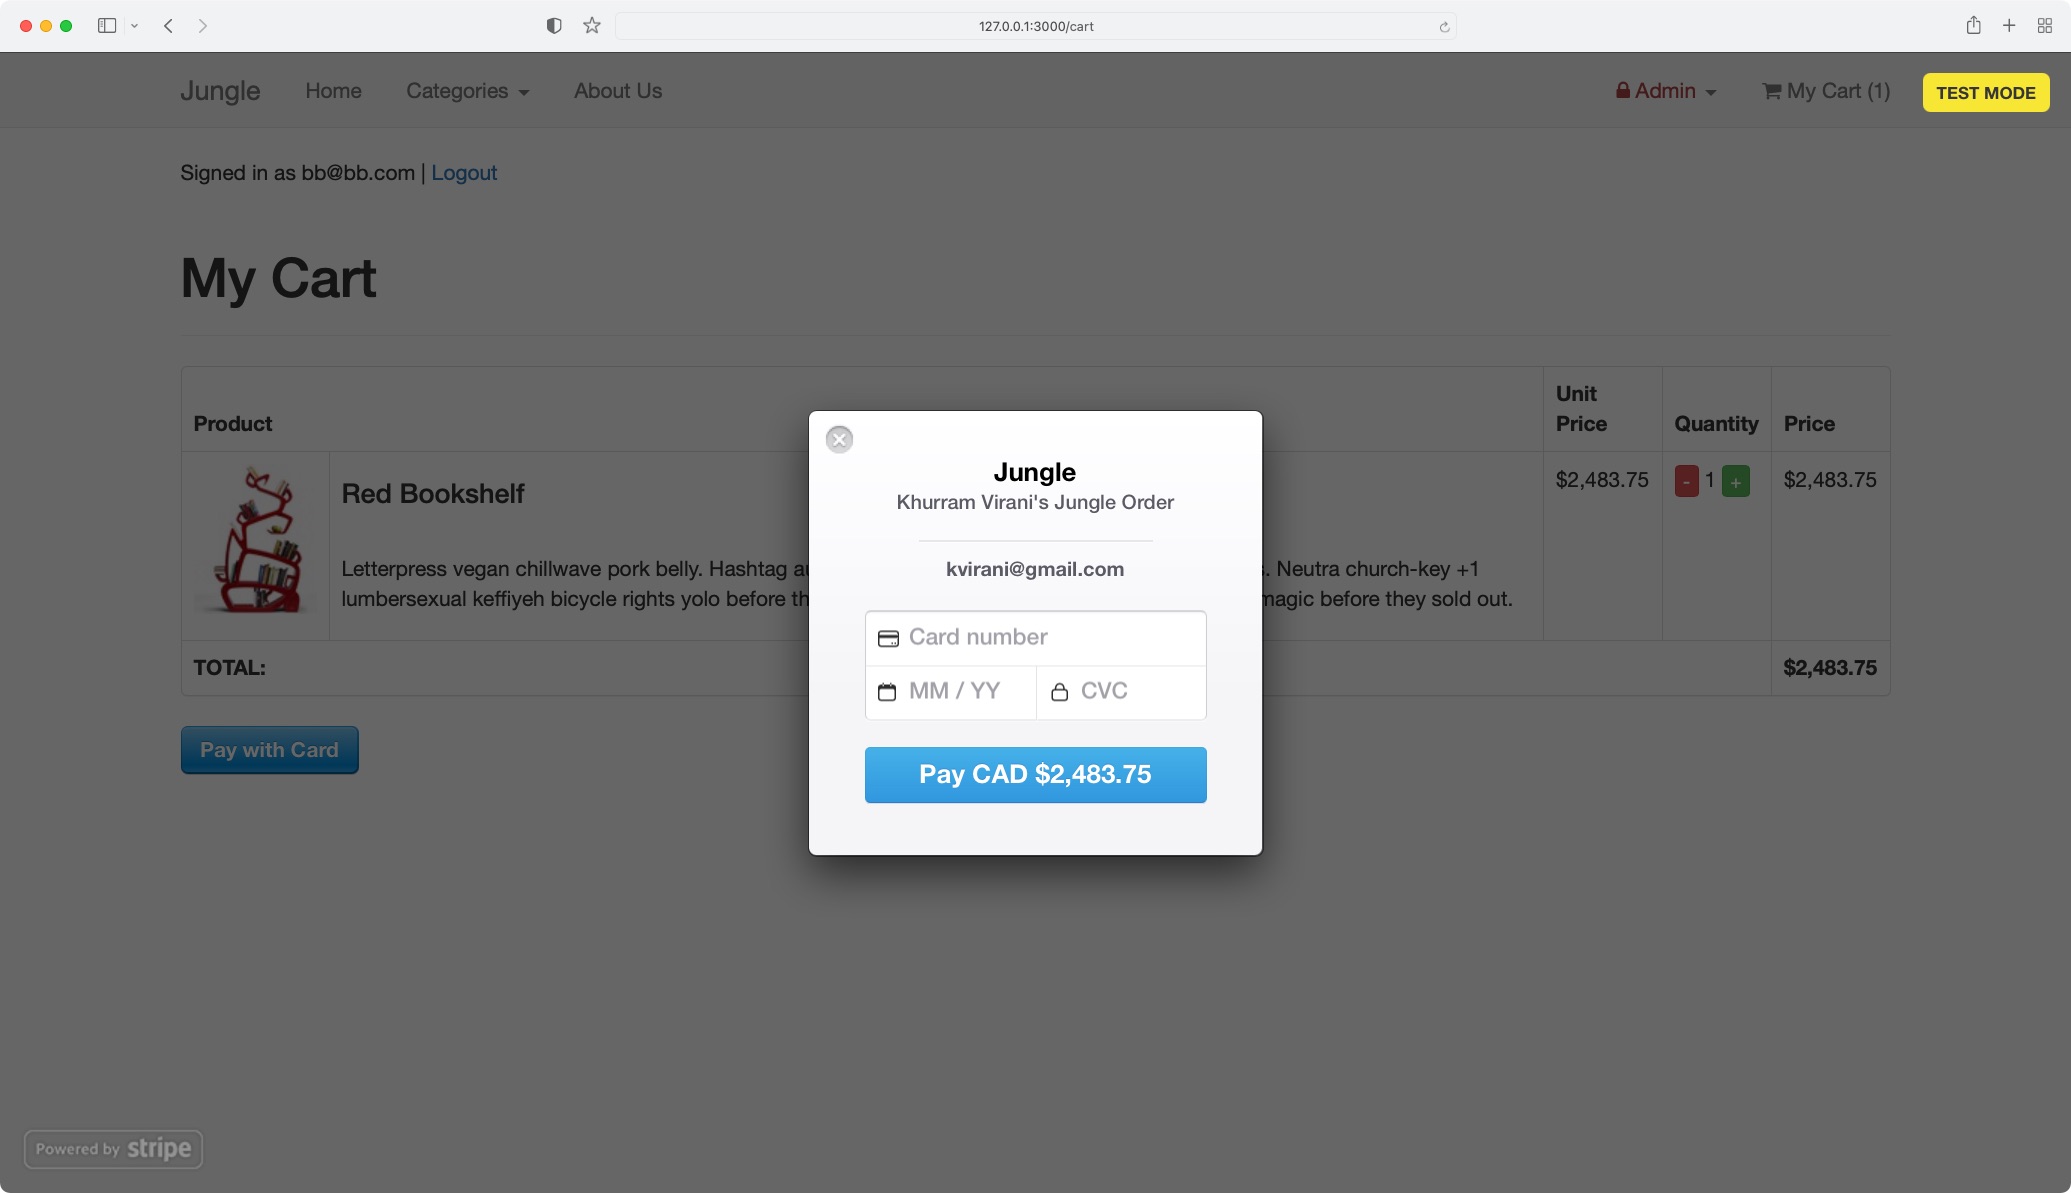 127.0.0.1:3000/cart
Jungle Home Categories About Us Admin My Cart (1) TEST MODE
Signed in as bb@bb.com | Logout
My Cart
Product Unit Price Quantity Price
Red Bookshelf $2,483.75 - 1 + $2,483.75
Letterpress vegan chillwave pork belly. Hashtag . Neutra church-key +1
lumbersexual keffiyeh bicycle rights yolo before magic before they sold out.
TOTAL: $2,483.75
Pay with Card
Jungle
Khurram Virani's Jungle Order
kvirani@gmail.com
Card number
MM / YY CVC
Pay CAD $2,483.75
Powered by stripe